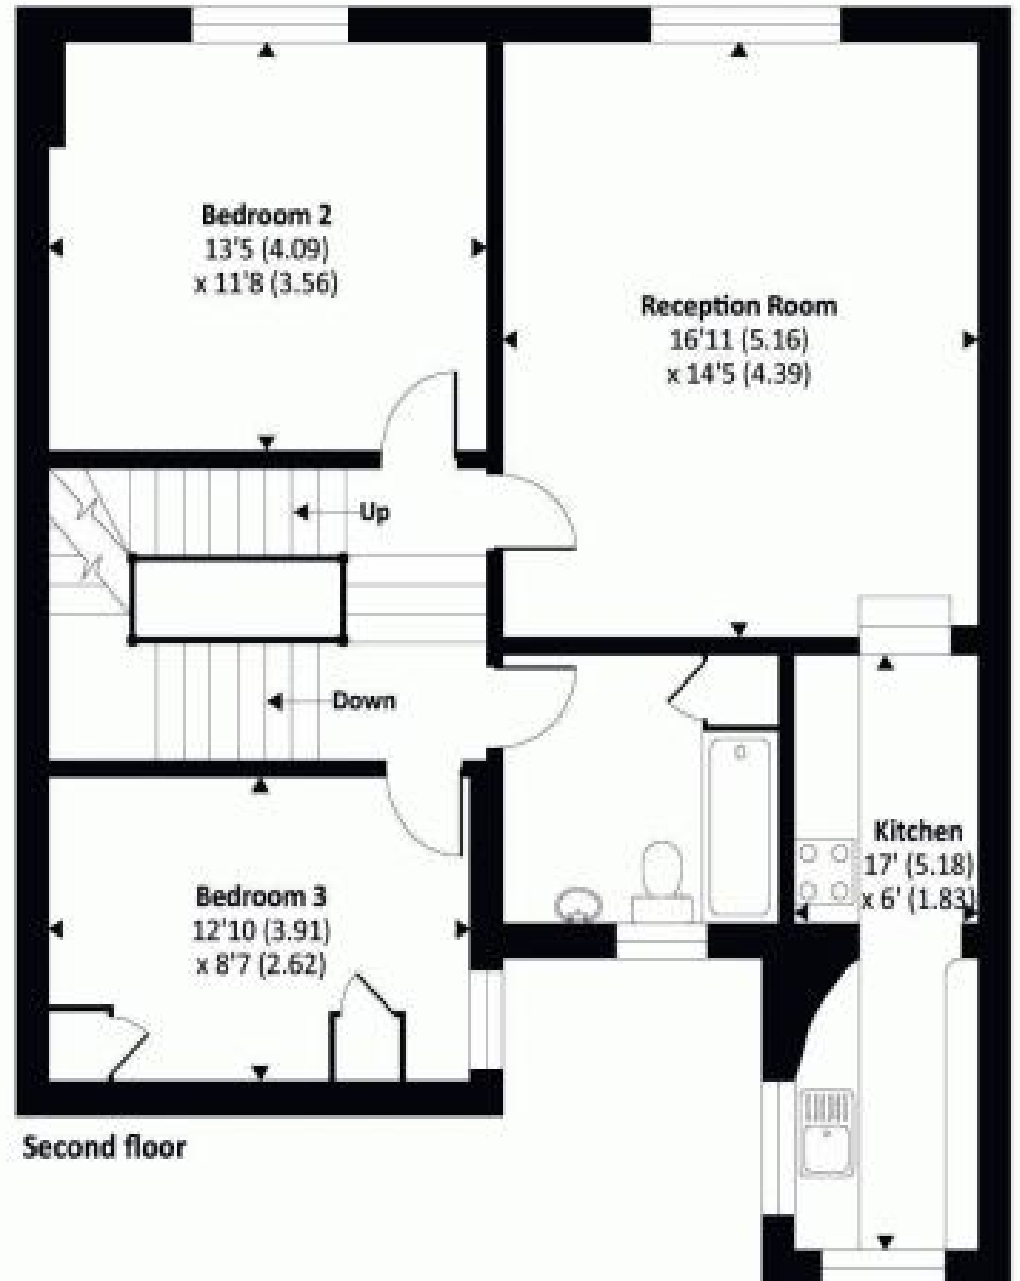 Bedroom 2
13'5 (4.09)
x 11'8 (3.56)
Reception Room
16'11 (5.16)
x 14'5 (4.39)
Up
Down
Kitchen
17' (5.18)
x 6' (1.83)
Bedroom 3
12'10 (3.91)
x 8'7 (2.62)
Second floor